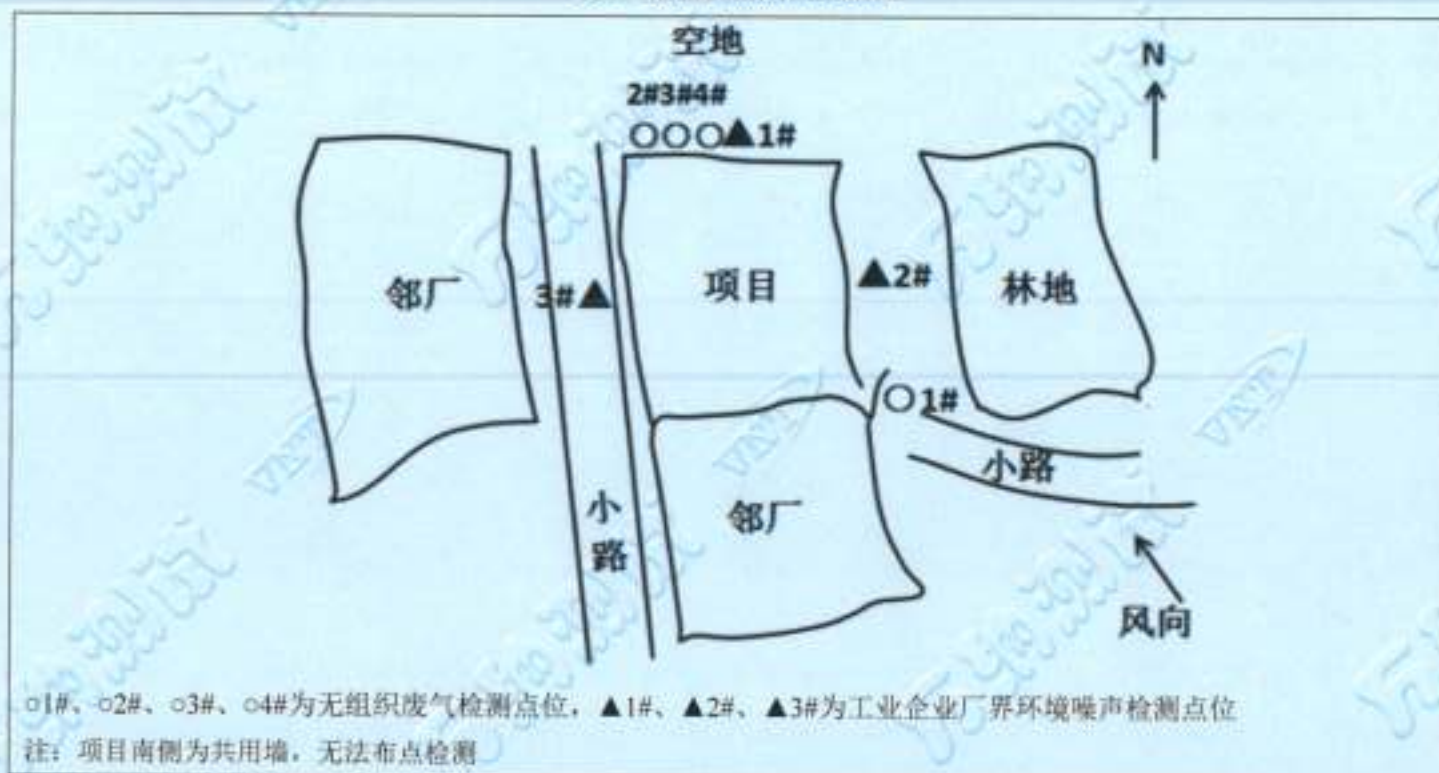 空地
N
2#3#4#
○○○▲1#
邻厂
3#▲
项目
▲2#
林地
○1#
小路
邻厂
小
路
风向
○1#、○2#、○3#、○4#为无组织废气检测点位，▲1#、▲2#、▲3#为工业企业厂界环境噪声检测点位
注：项目南侧为共用墙，无法布点检测
VNT
VNT
VNT